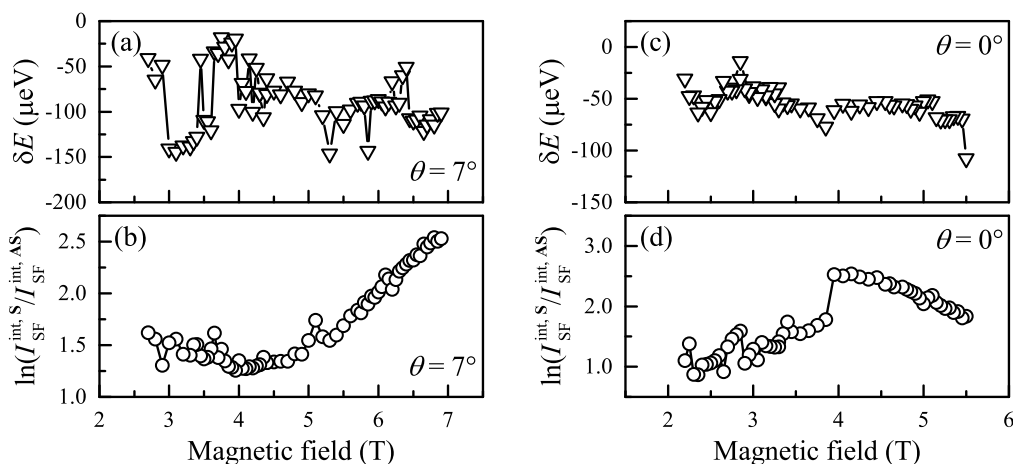 (a)
0
-50
-100
-150
-200
δE (μeV)
θ = 7°
(c)
0
-50
-100
-150
δE (μeV)
θ = 0°
(b)
2.5
2.0
1.5
1.0
ln(I_SF^int, S/I_SF^int, AS)
θ = 7°
2 3 4 5 6 7
Magnetic field (T)
(d)
3.0
2.0
1.0
ln(I_SF^int, S/I_SF^int, AS)
θ = 0°
2 3 4 5 6
Magnetic field (T)